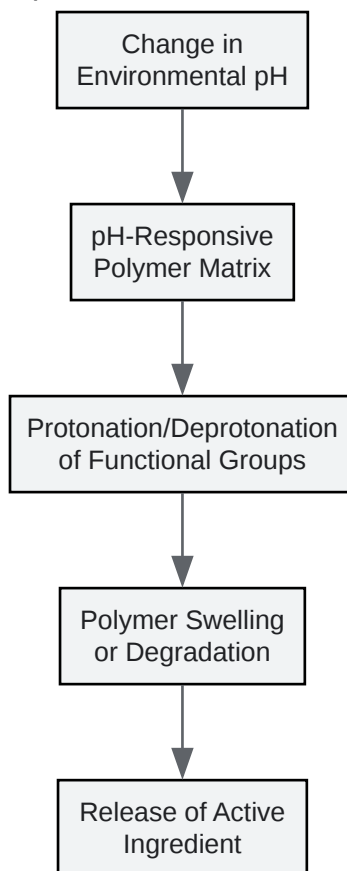 Change in
Environmental pH
pH-Responsive
Polymer Matrix
Protonation/Deprotonation
of Functional Groups
Polymer Swelling
or Degradation
Release of Active
Ingredient